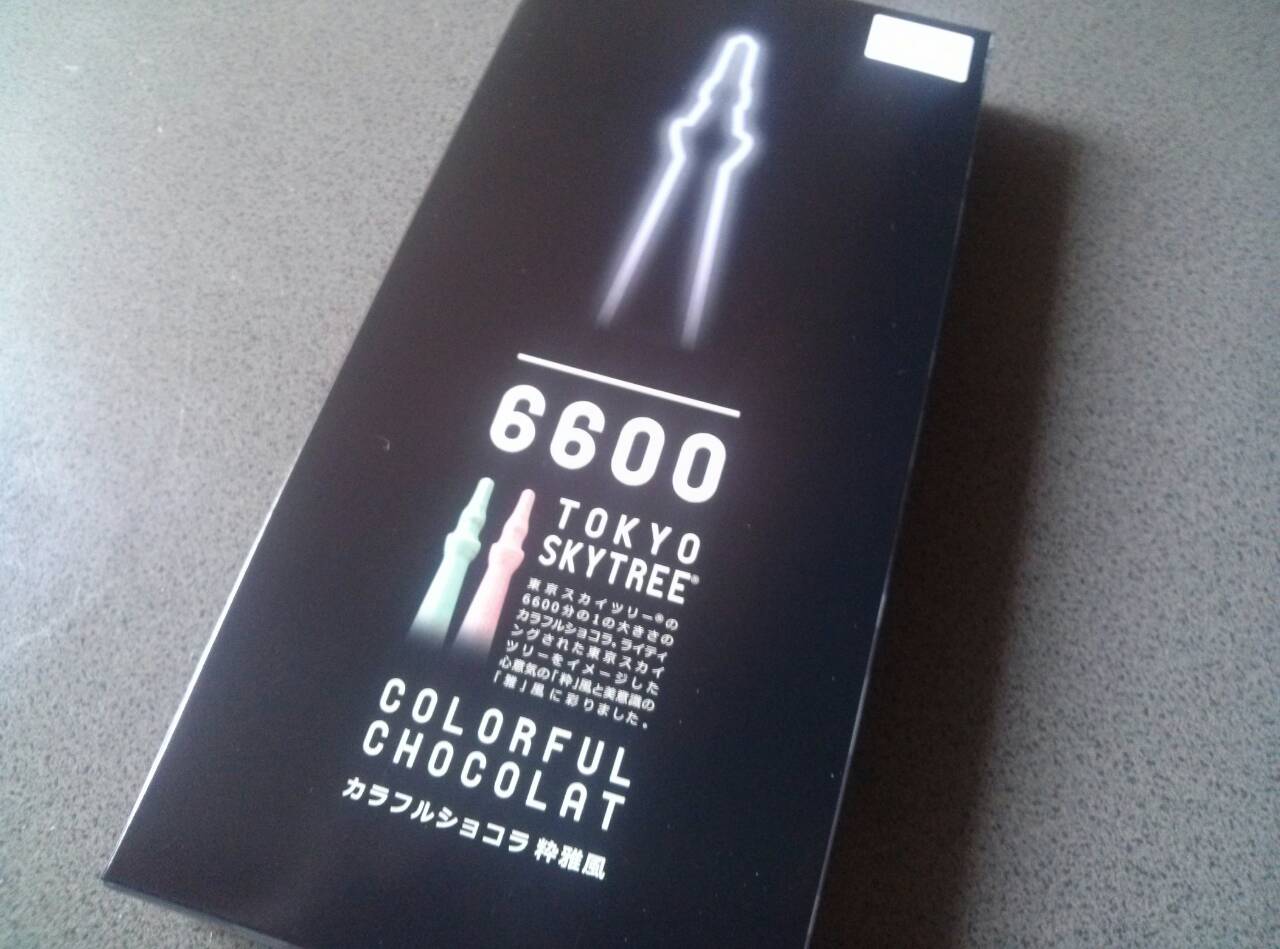 6600
TOKYO
SKYTREE®
東京スカイツリー®の
6600分の1の大きさの
カラフルショコラ。ライティ
ングされた東京スカイ
ツリーをイメージした
心意気の「粋」風と美意識の
「雅」風に彩りました。
COLORFUL
CHOCOLAT
カラフルショコラ 粋雅風